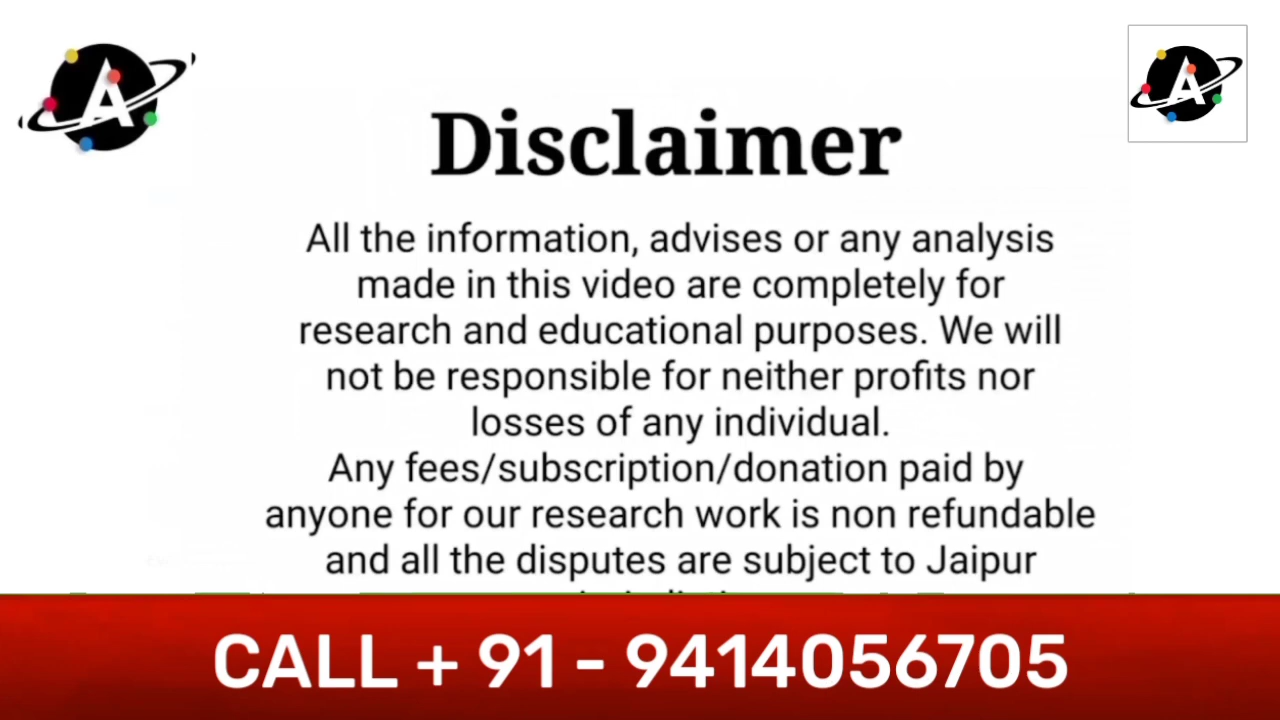 A
A
Disclaimer
All the information, advises or any analysis
made in this video are completely for
research and educational purposes. We will
not be responsible for neither profits nor
losses of any individual.
Any fees/subscription/donation paid by
anyone for our research work is non refundable
and all the disputes are subject to Jaipur
CALL + 91 - 9414056705